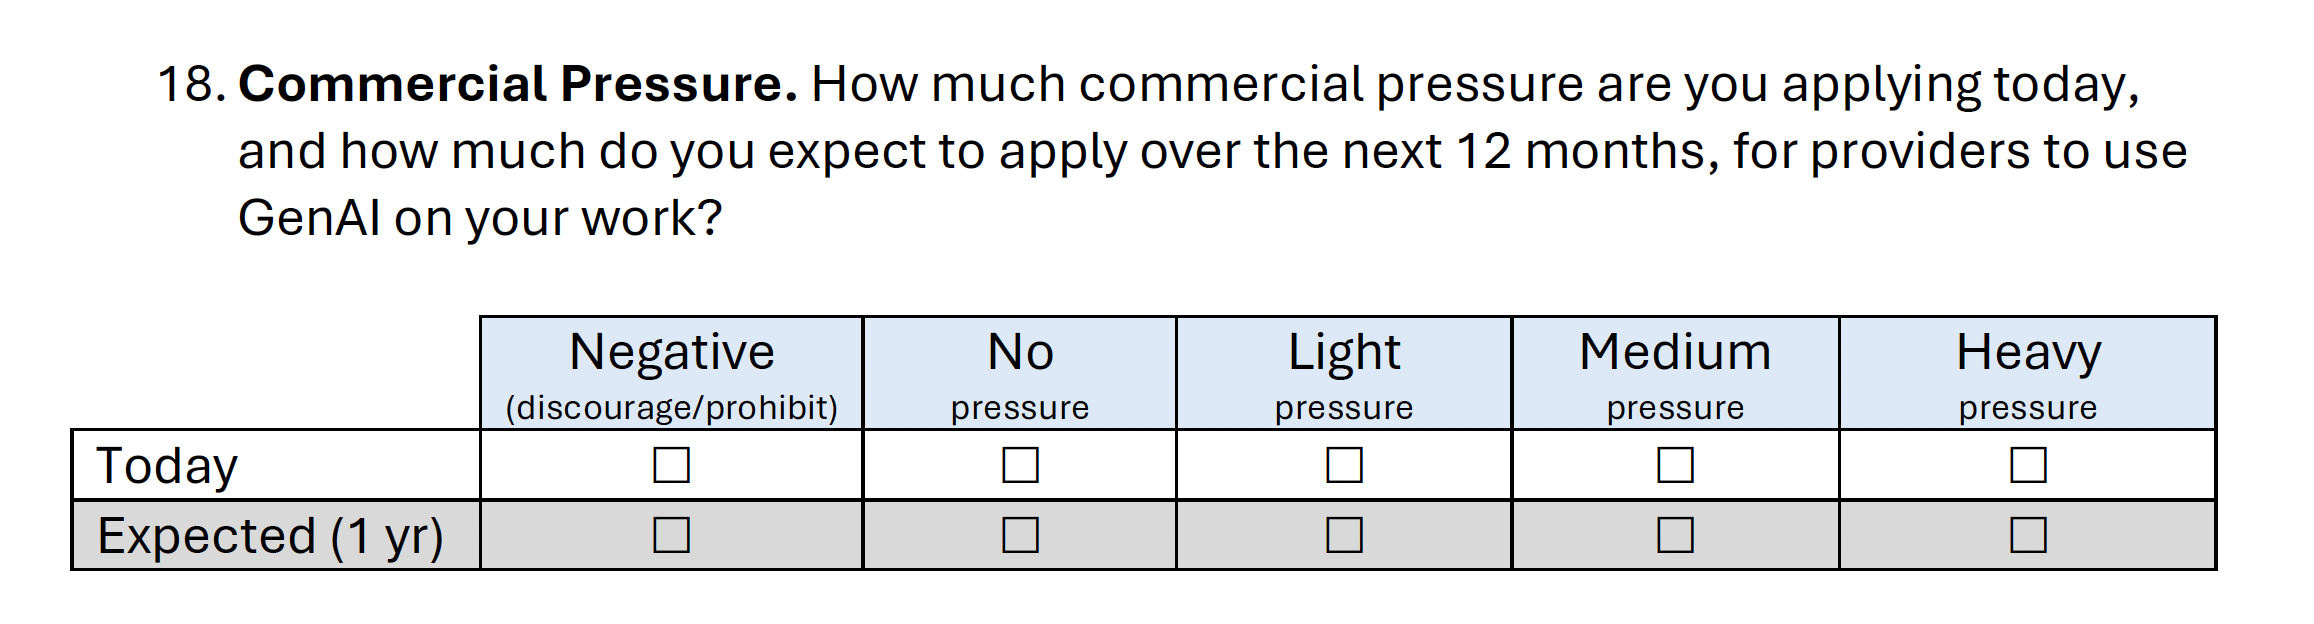 18. Commercial Pressure. How much commercial pressure are you applying today,
and how much do you expect to apply over the next 12 months, for providers to use
GenAI on your work?
Negative No Light Medium Heavy
(discourage/prohibit) pressure pressure pressure pressure
Today ☐ ☐ ☐ ☐ ☐
Expected (1 yr) ☐ ☐ ☐ ☐ ☐